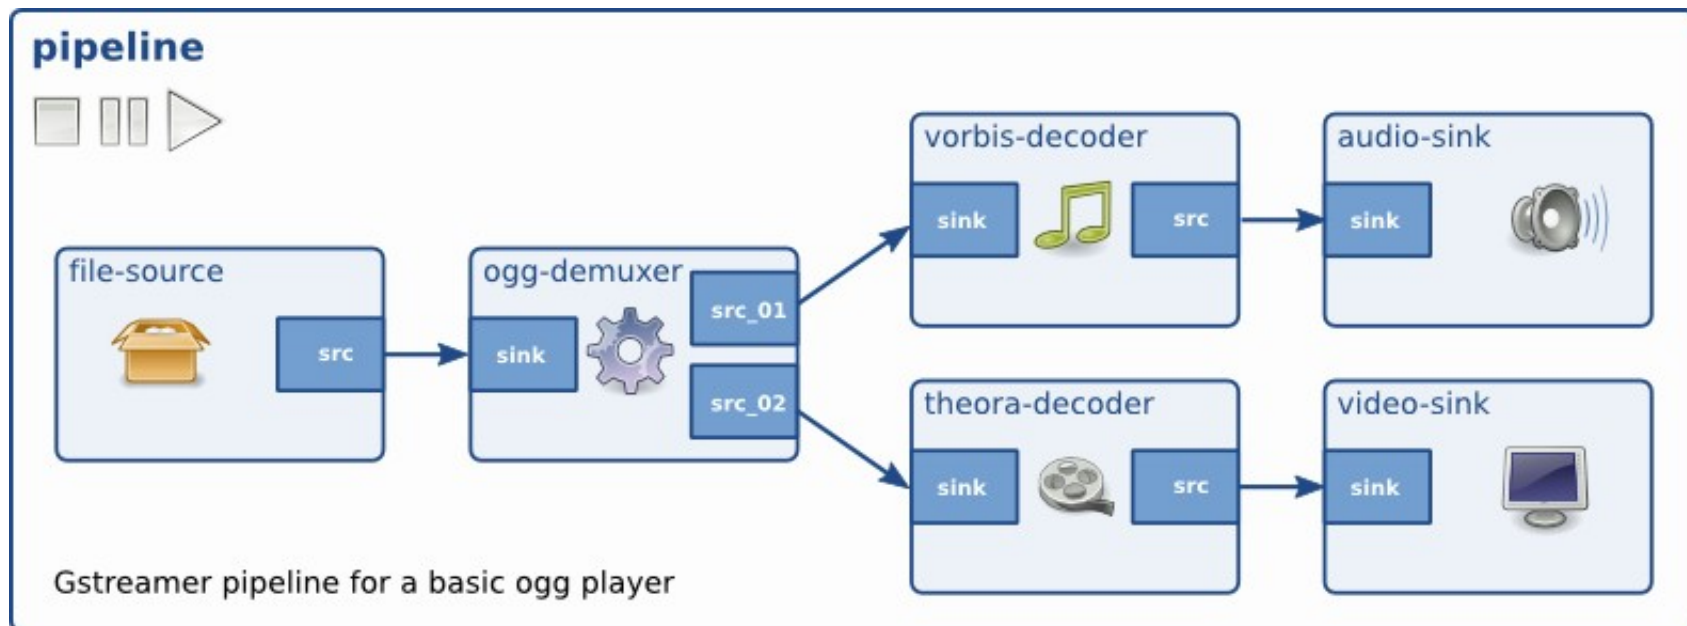 pipeline
file-source
src
ogg-demuxer
sink
src_01
src_02
vorbis-decoder
sink
src
audio-sink
sink
theora-decoder
sink
src
video-sink
sink
Gstreamer pipeline for a basic ogg player